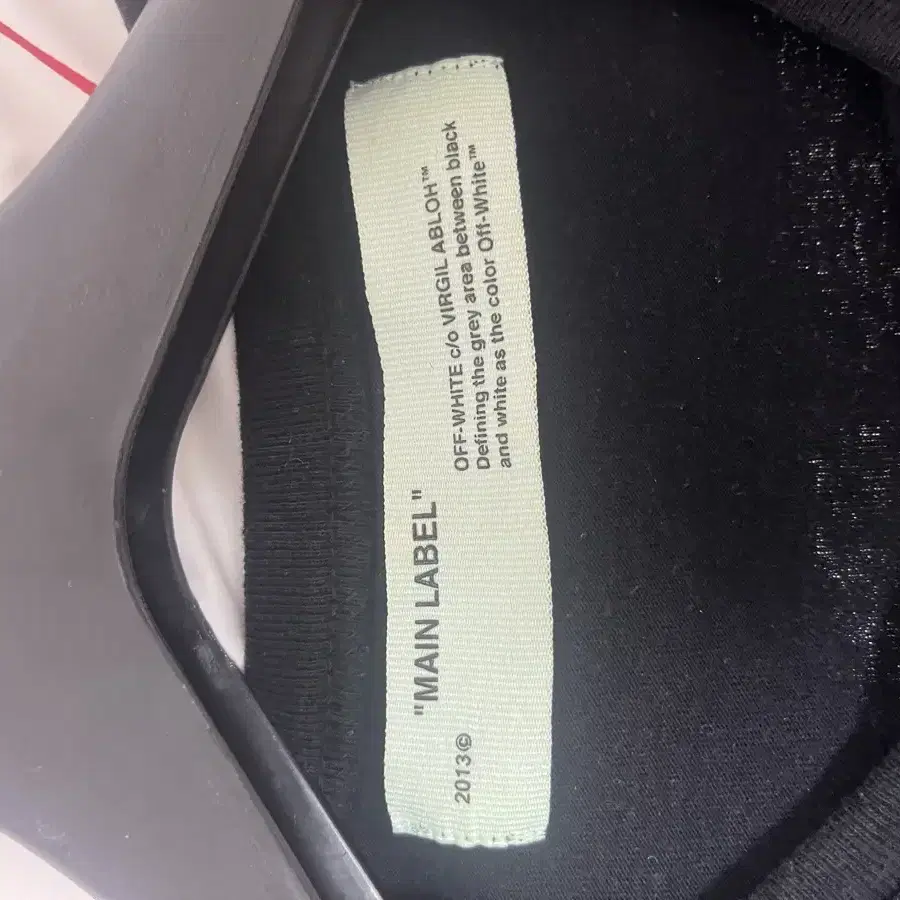 "MAIN LABEL"
2013©
OFF-WHITE c/o VIRGIL ABLOH™
Defining the grey area between black
and white as the color Off-White™